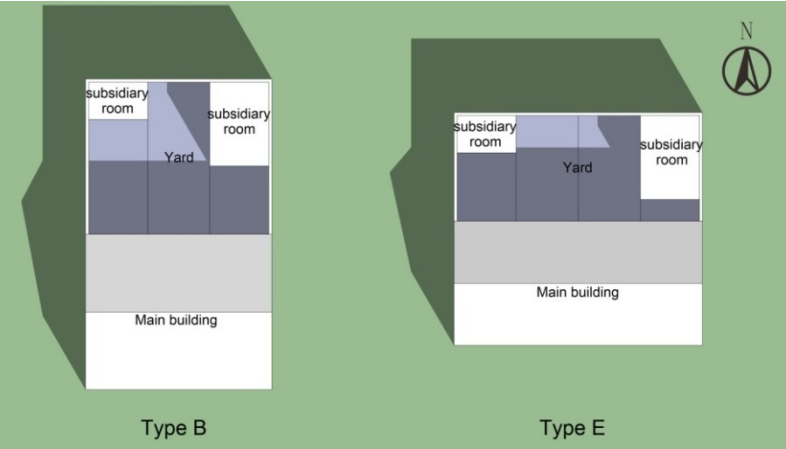 N
subsidiary
room
subsidiary
room
Yard
Main building
Type B
subsidiary
room
subsidiary
room
Yard
Main building
Type E